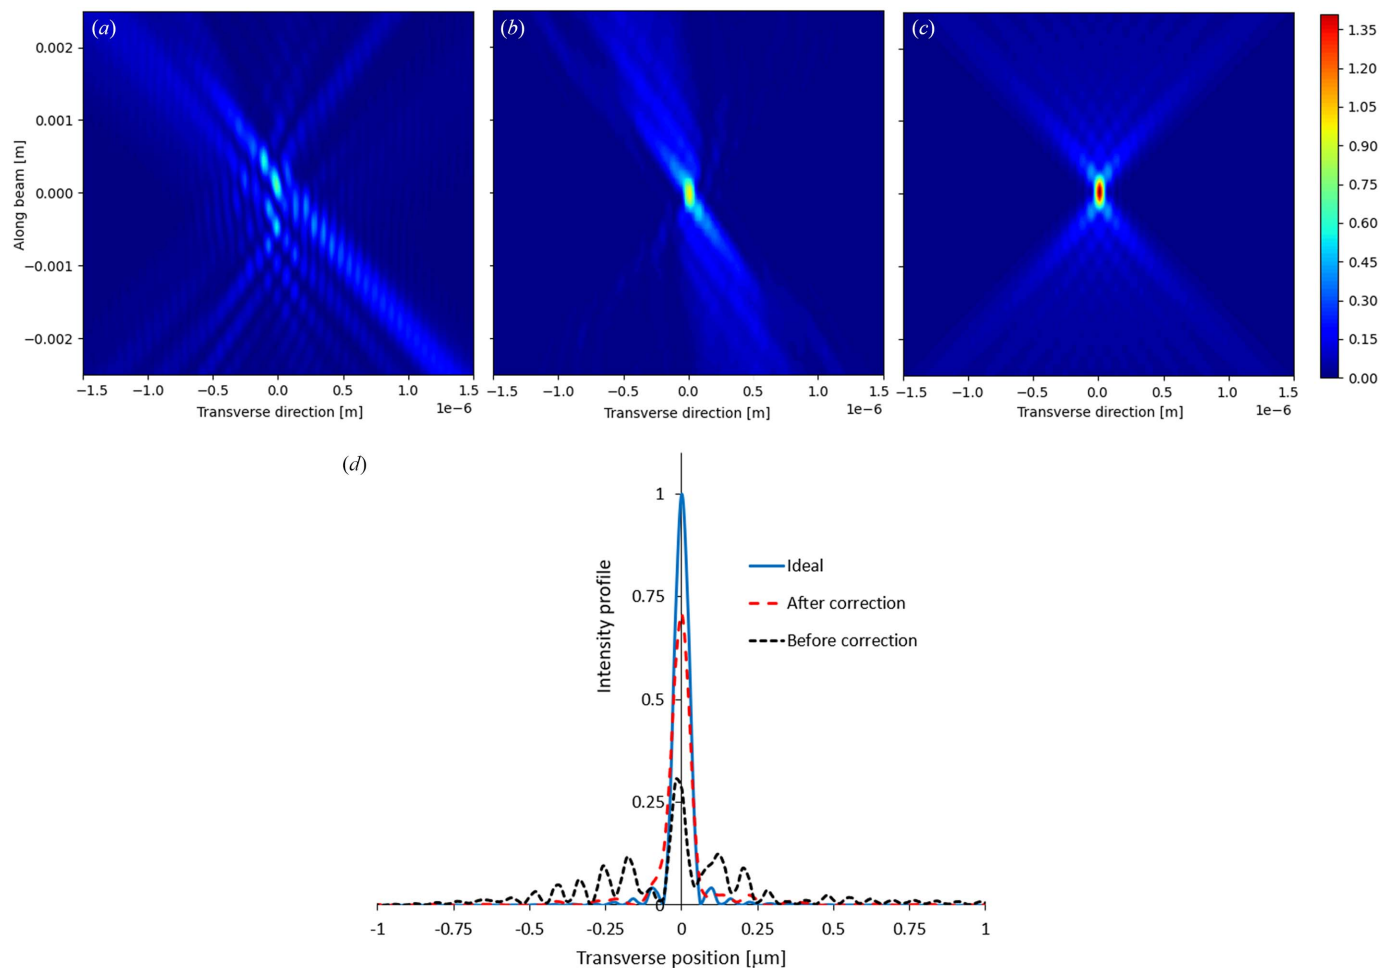 (a)
(b)
(c)
Along beam [m]
0.002
0.001
0.000
−0.001
−0.002
−1.5 −1.0 −0.5 0.0 0.5 1.0 1.5
1e−6
Transverse direction [m]
−1.5 −1.0 −0.5 0.0 0.5 1.0 1.5
1e−6
Transverse direction [m]
−1.5 −1.0 −0.5 0.0 0.5 1.0 1.5
1e−6
Transverse direction [m]
1.35
1.20
1.05
0.90
0.75
0.60
0.45
0.30
0.15
0.00
(d)
Intensity profile
1
0.75
0.5
0.25
0
Ideal
After correction
Before correction
-1 -0.75 -0.5 -0.25 0 0.25 0.5 0.75 1
Transverse position [μm]